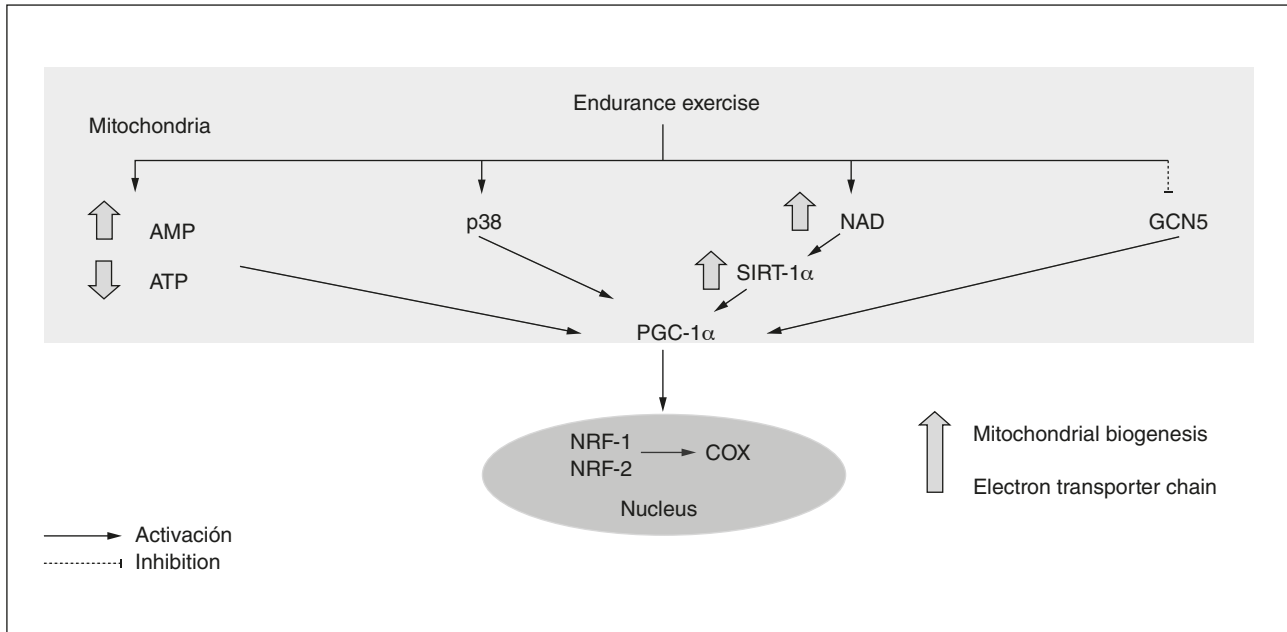 Endurance exercise
Mitochondria
AMP
p38
NAD
GCN5
ATP
SIRT-1α
PGC-1α
NRF-1
COX
NRF-2
Nucleus
Mitochondrial biogenesis
Electron transporter chain
Activación
Inhibition